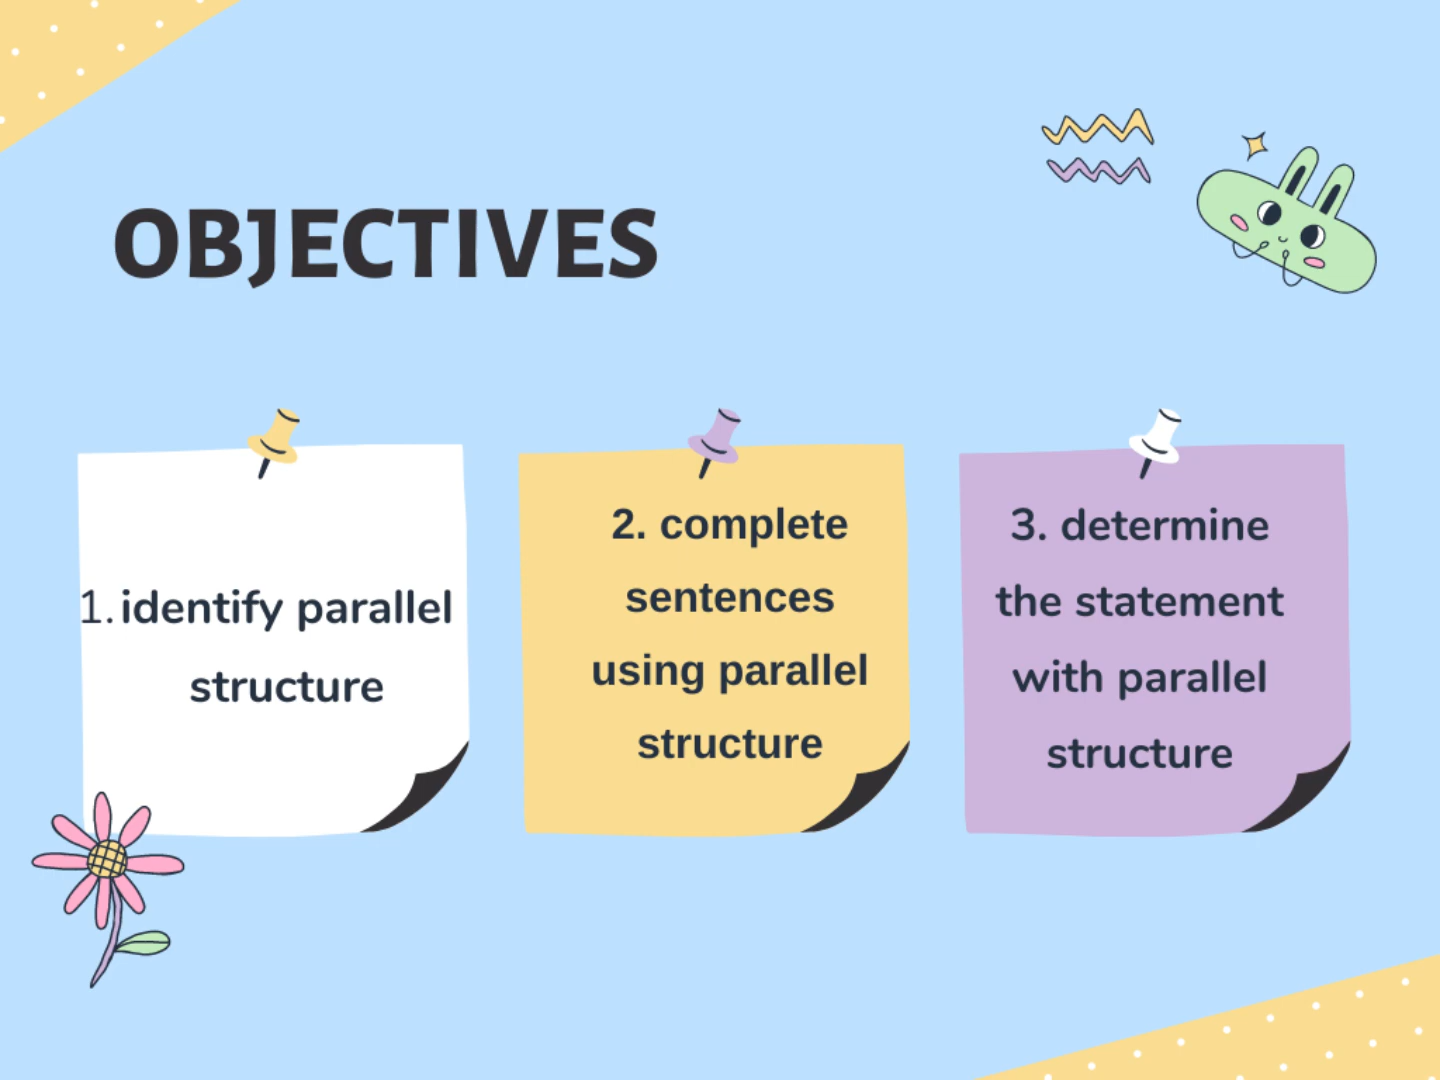 OBJECTIVES
1. identify parallel
structure
2. complete
sentences
using parallel
structure
3. determine
the statement
with parallel
structure